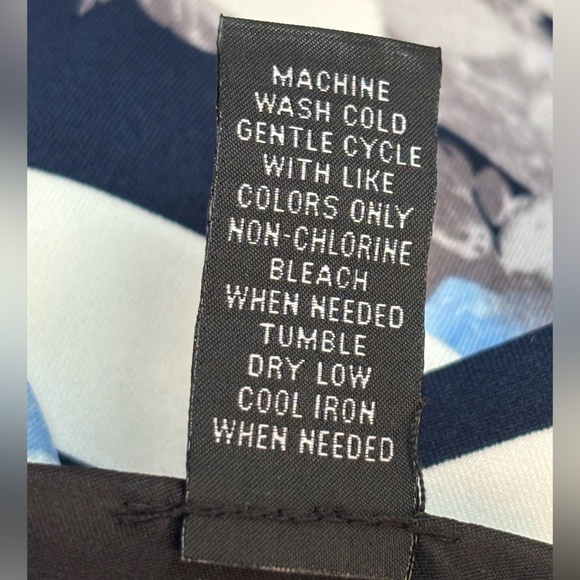 MACHINE
WASH COLD
GENTLE CYCLE
WITH LIKE
COLORS ONLY
NON-CHLORINE
BLEACH
WHEN NEEDED
TUMBLE
DRY LOW
COOL IRON
WHEN NEEDED